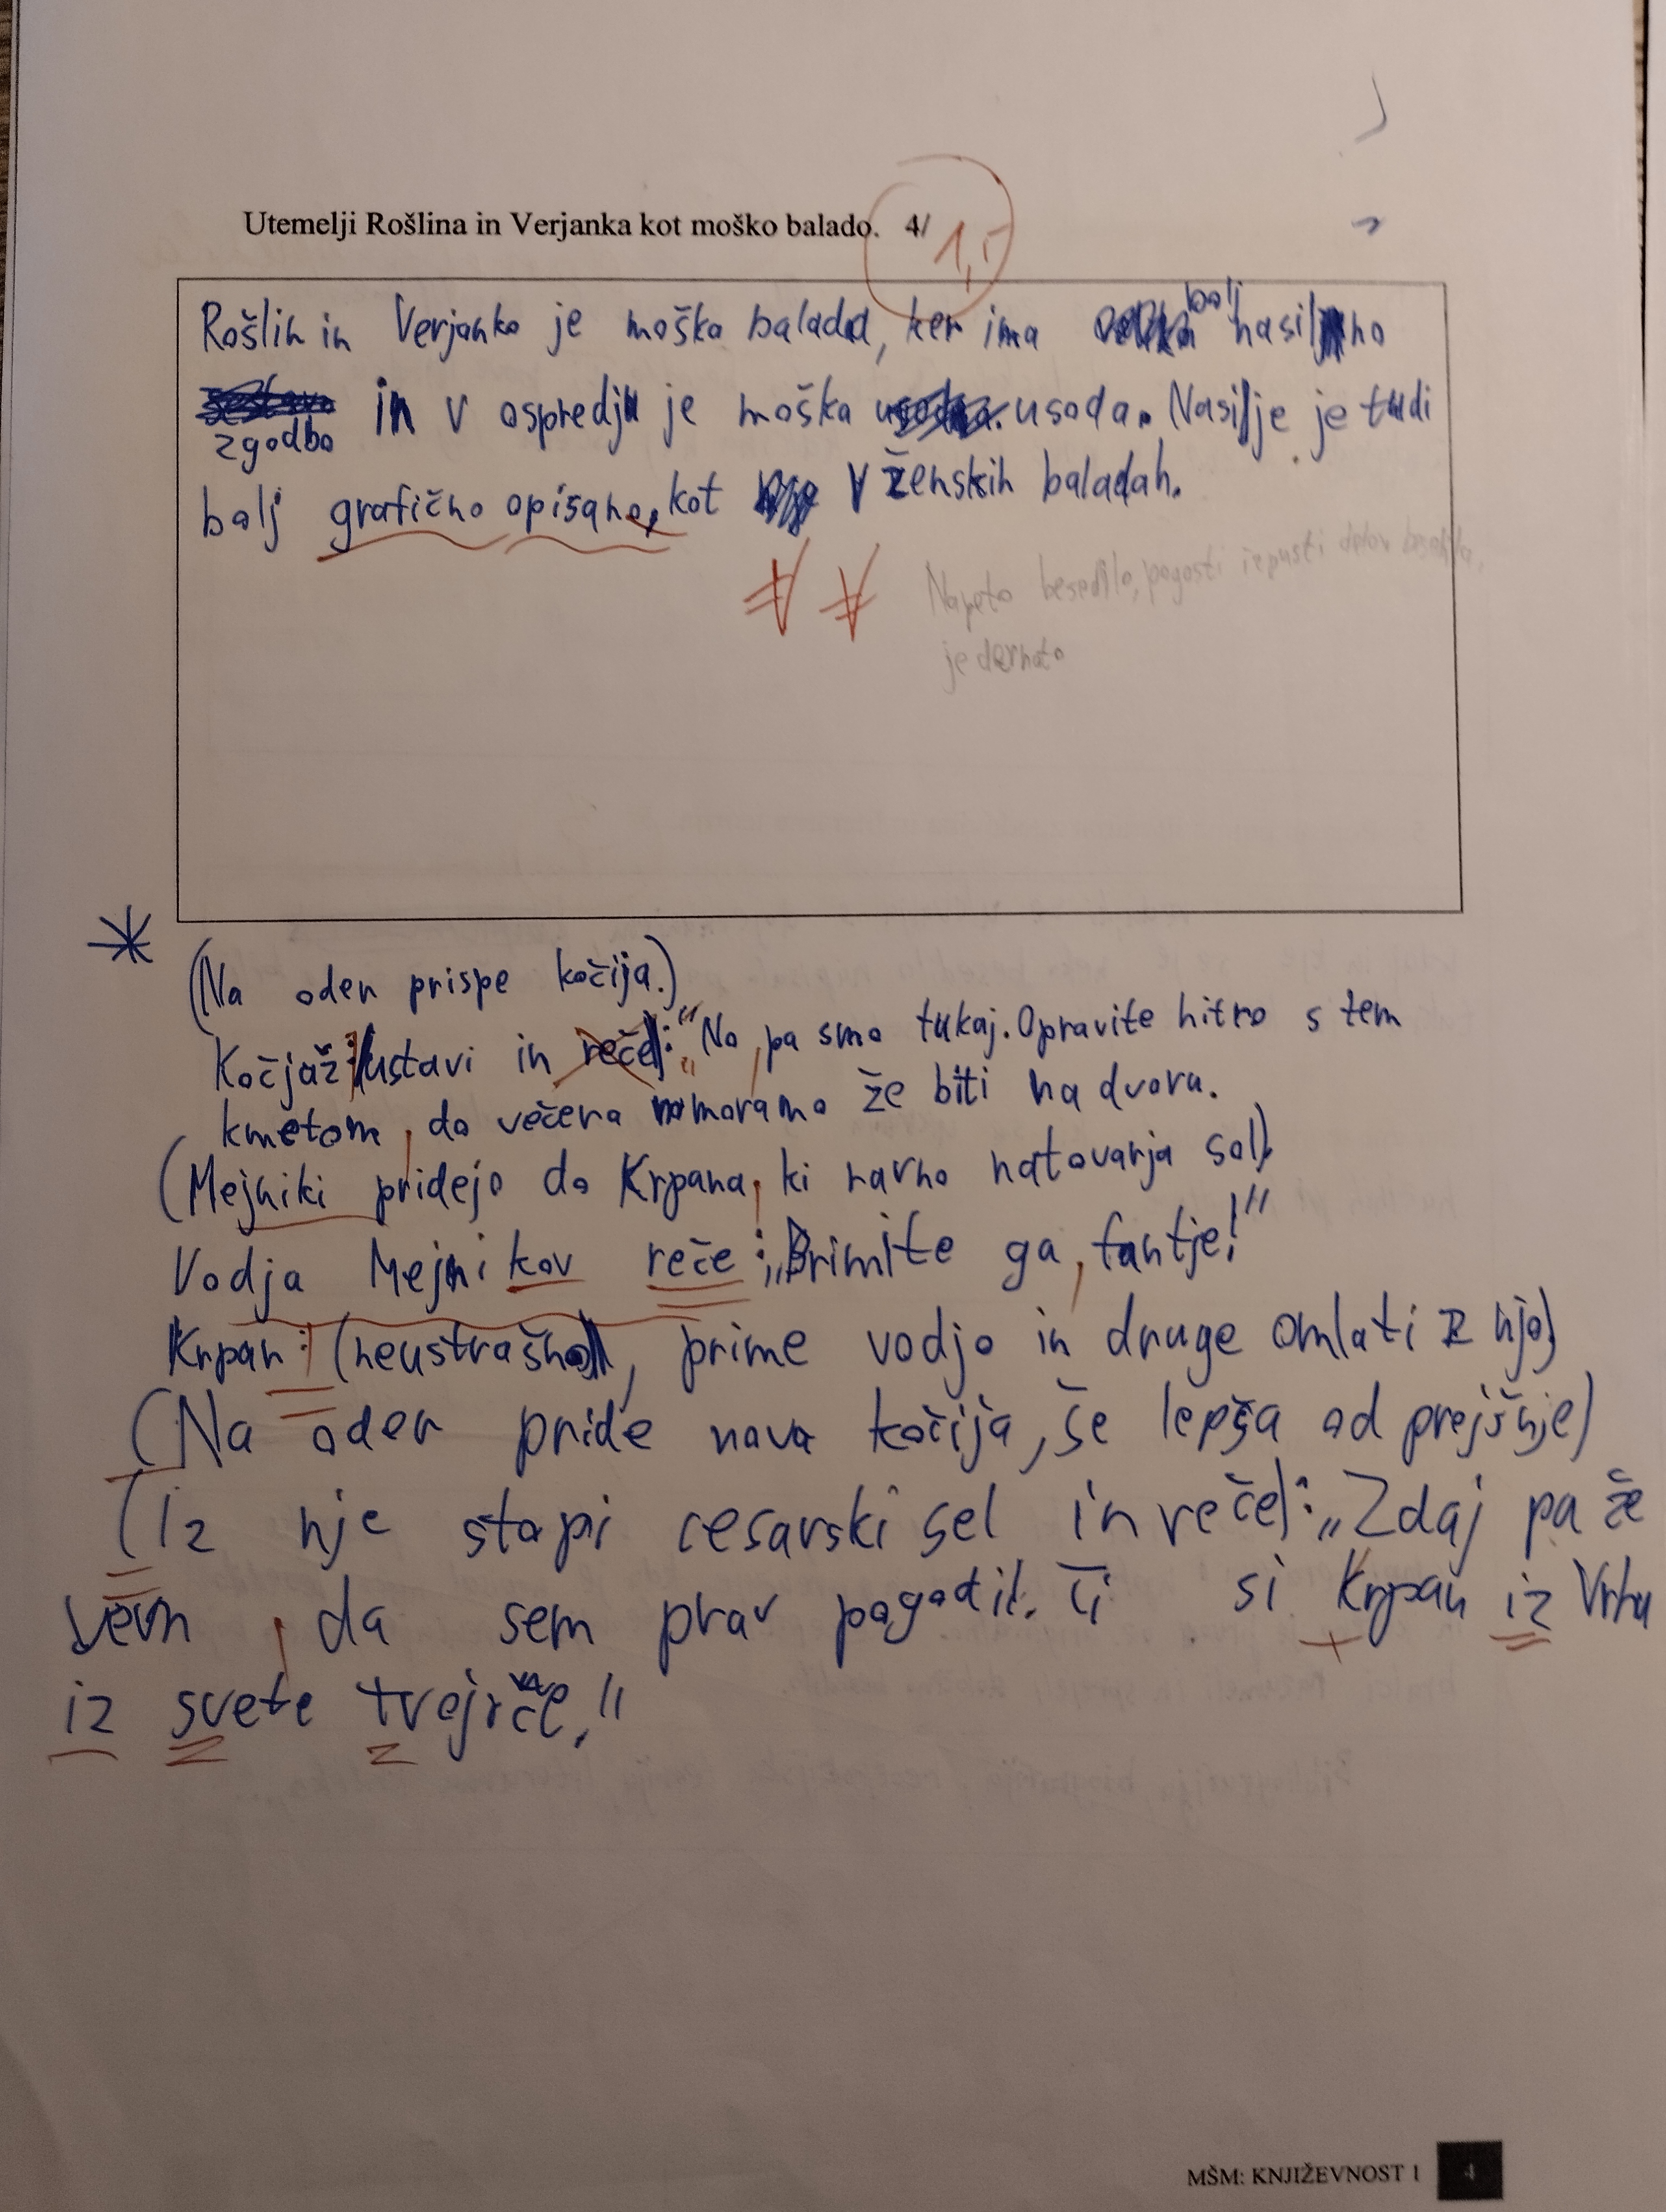 Utemelji Rošlina in Verjanka kot moško balado. 4/ 1,5
Rošlin in Verjanko je moška balada, ker ima bolj nasilno
zgodbo in v ospredju je moška usoda. Nasilje je tudi
bolj grafično opisano, kot v ženskih baladah.
Napeto besedilo, pogosti izpusti delov besedila,
je
(Na oder prispe kočija.)
Kočjaž: ustavi in reče): "No, pa smo tukaj. Opravite hitro s tem
kmetom, do večera moramo že biti na dvoru.
(Mejniki pridejo do Krpana, ki ravno natovarja sol)
Vodja Mejnikov reče: „Primite ga, fantje!"
Krpan: (neustrašno), prime vodjo in druge omlati z njo)
(Na oder pride nova kočija, še lepša od prejšnje)
(Iz nje stopi cesarski sel in reče): „Zdaj pa že
vem, da sem prav pogodil. Ti si Krpan iz Vrha
iz svete trojice."
MŠM: KNJIŽEVNOST 1 4